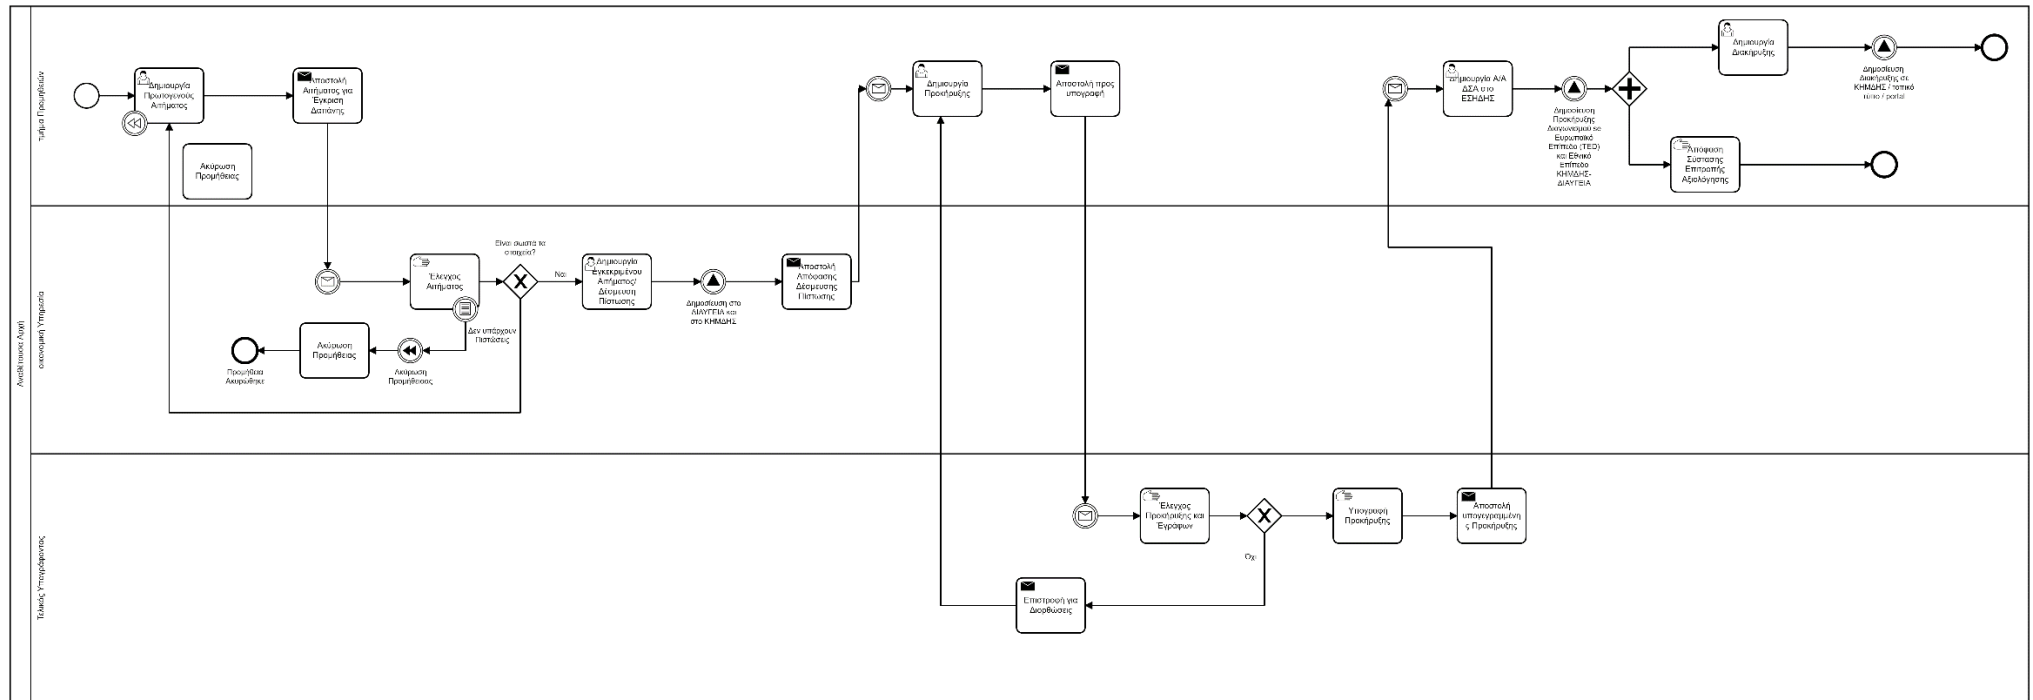 Αναθέτουσα Αρχή
τμήμα Προμηθειών
Δημιουργία
Πρωτογενούς
Αιτήματος
Αποστολή
Αιτήματος για
Έγκριση
Δαπάνης
Ακύρωση
Προμήθειας
Δημιουργία
Προκήρυξης
Αποστολή προς
υπογραφή
Δημιουργία Α/Α
ΔΣΑ στο
ΕΣΗΔΗΣ
Δημοσίευση
Προκήρυξης
Διαγωνισμού se
Ευρωπαϊκό
Επίπεδο (TED)
και Εθνικό
Επίπεδο
ΚΗΜΔΗΣ-
ΔΙΑΥΓΕΙΑ
Δημιουργία
Διακήρυξης
Δημοσίευση
Διακήρυξης σε
ΚΗΜΔΗΣ / τοπικό
τύπο / portal
Απόφαση
Σύστασης
Επιτροπής
Αξιολόγησης
οικονομική Υπηρεσία
Έλεγχος
Αιτήματος
Είναι σωστά τα
στοιχεία?
Ναι
Δημιουργία
Εγκεκριμένου
Αιτήματος/
Δέσμευση
Πίστωσης
Δημοσίευση στο
ΔΙΑΥΓΕΙΑ και
στο ΚΗΜΔΗΣ
Αποστολή
Απόφασης
Δέσμευσης
Πίστωσης
Δεν υπάρχουν
Πιστώσεις
Ακύρωση
Προμήθειας
Ακύρωση
Προμήθειας
Προμήθεια
Ακυρώθηκε
Τελικός Υπογράφοντας
Έλεγχος
Προκήρυξης και
Εγράφων
Όχι
Υπογραφή
Προκήρυξης
Αποστολή
υπογεγραμμένη
ς Προκήρυξης
Επιστροφή για
Διορθώσεις